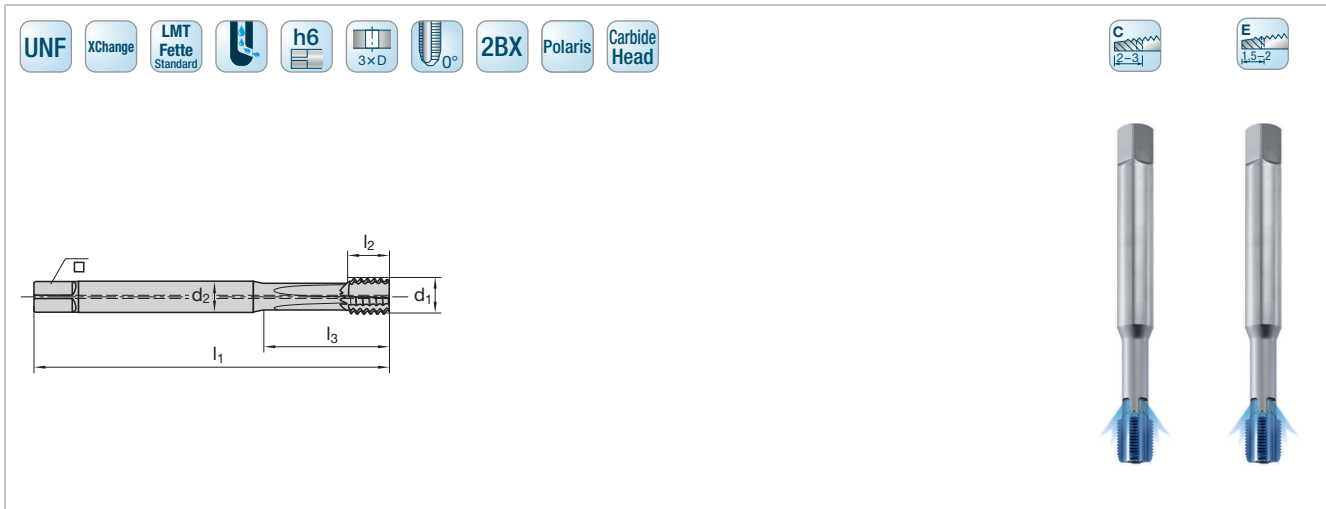 UNF
XChange
LMT
Fette
Standard
h6
3×D
0°
2BX
Polaris
Carbide
Head
C
2–3
E
1,5–2
l2
d2
d1
l3
l1